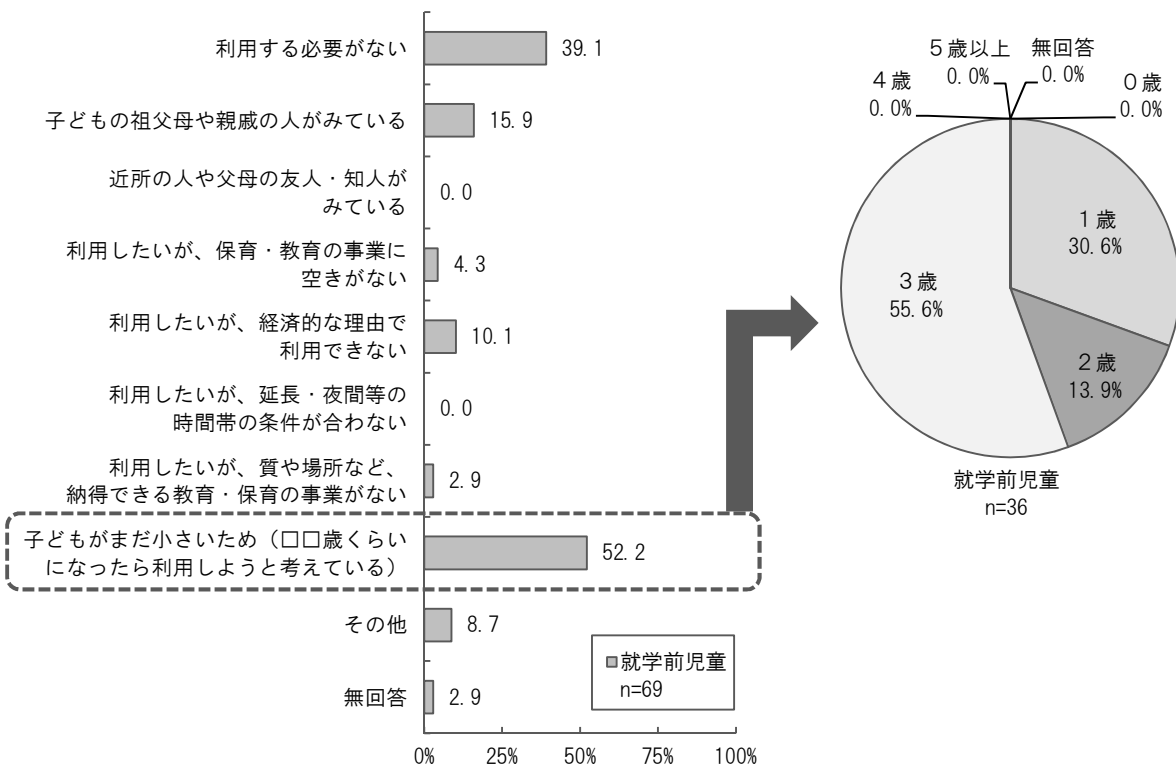 利用する必要がない
39.1
子どもの祖父母や親戚の人がみている
15.9
近所の人や父母の友人・知人が
みている
0.0
利用したいが、保育・教育の事業に
空きがない
4.3
利用したいが、経済的な理由で
利用できない
10.1
利用したいが、延長・夜間等の
時間帯の条件が合わない
0.0
利用したいが、質や場所など、
納得できる教育・保育の事業がない
2.9
子どもがまだ小さいため（□□歳くらい
になったら利用しようと考えている）
52.2
その他
8.7
無回答
2.9
0%
25%
50%
75%
100%
就学前児童
n=69
５歳以上
0.0%
無回答
0.0%
４歳
0.0%
０歳
0.0%
１歳
30.6%
３歳
55.6%
２歳
13.9%
就学前児童
n=36